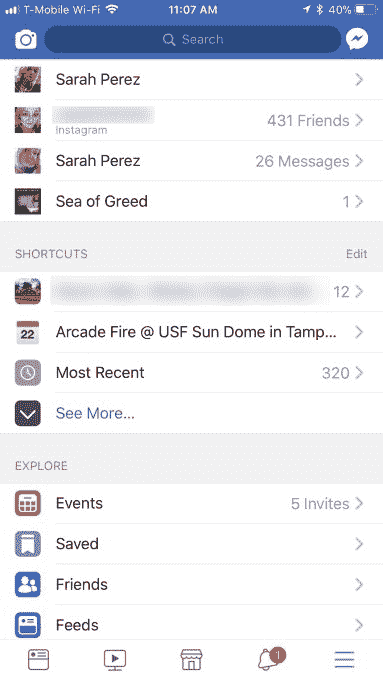 T-Mobile Wi-Fi 11:07 AM 40%
Search
Sarah Perez
Instagram 431 Friends
Sarah Perez 26 Messages
Sea of Greed 1
SHORTCUTS Edit
12
22 Arcade Fire @ USF Sun Dome in Tamp...
Most Recent 320
See More...
EXPLORE
Events 5 Invites
Saved
Friends
Feeds
1